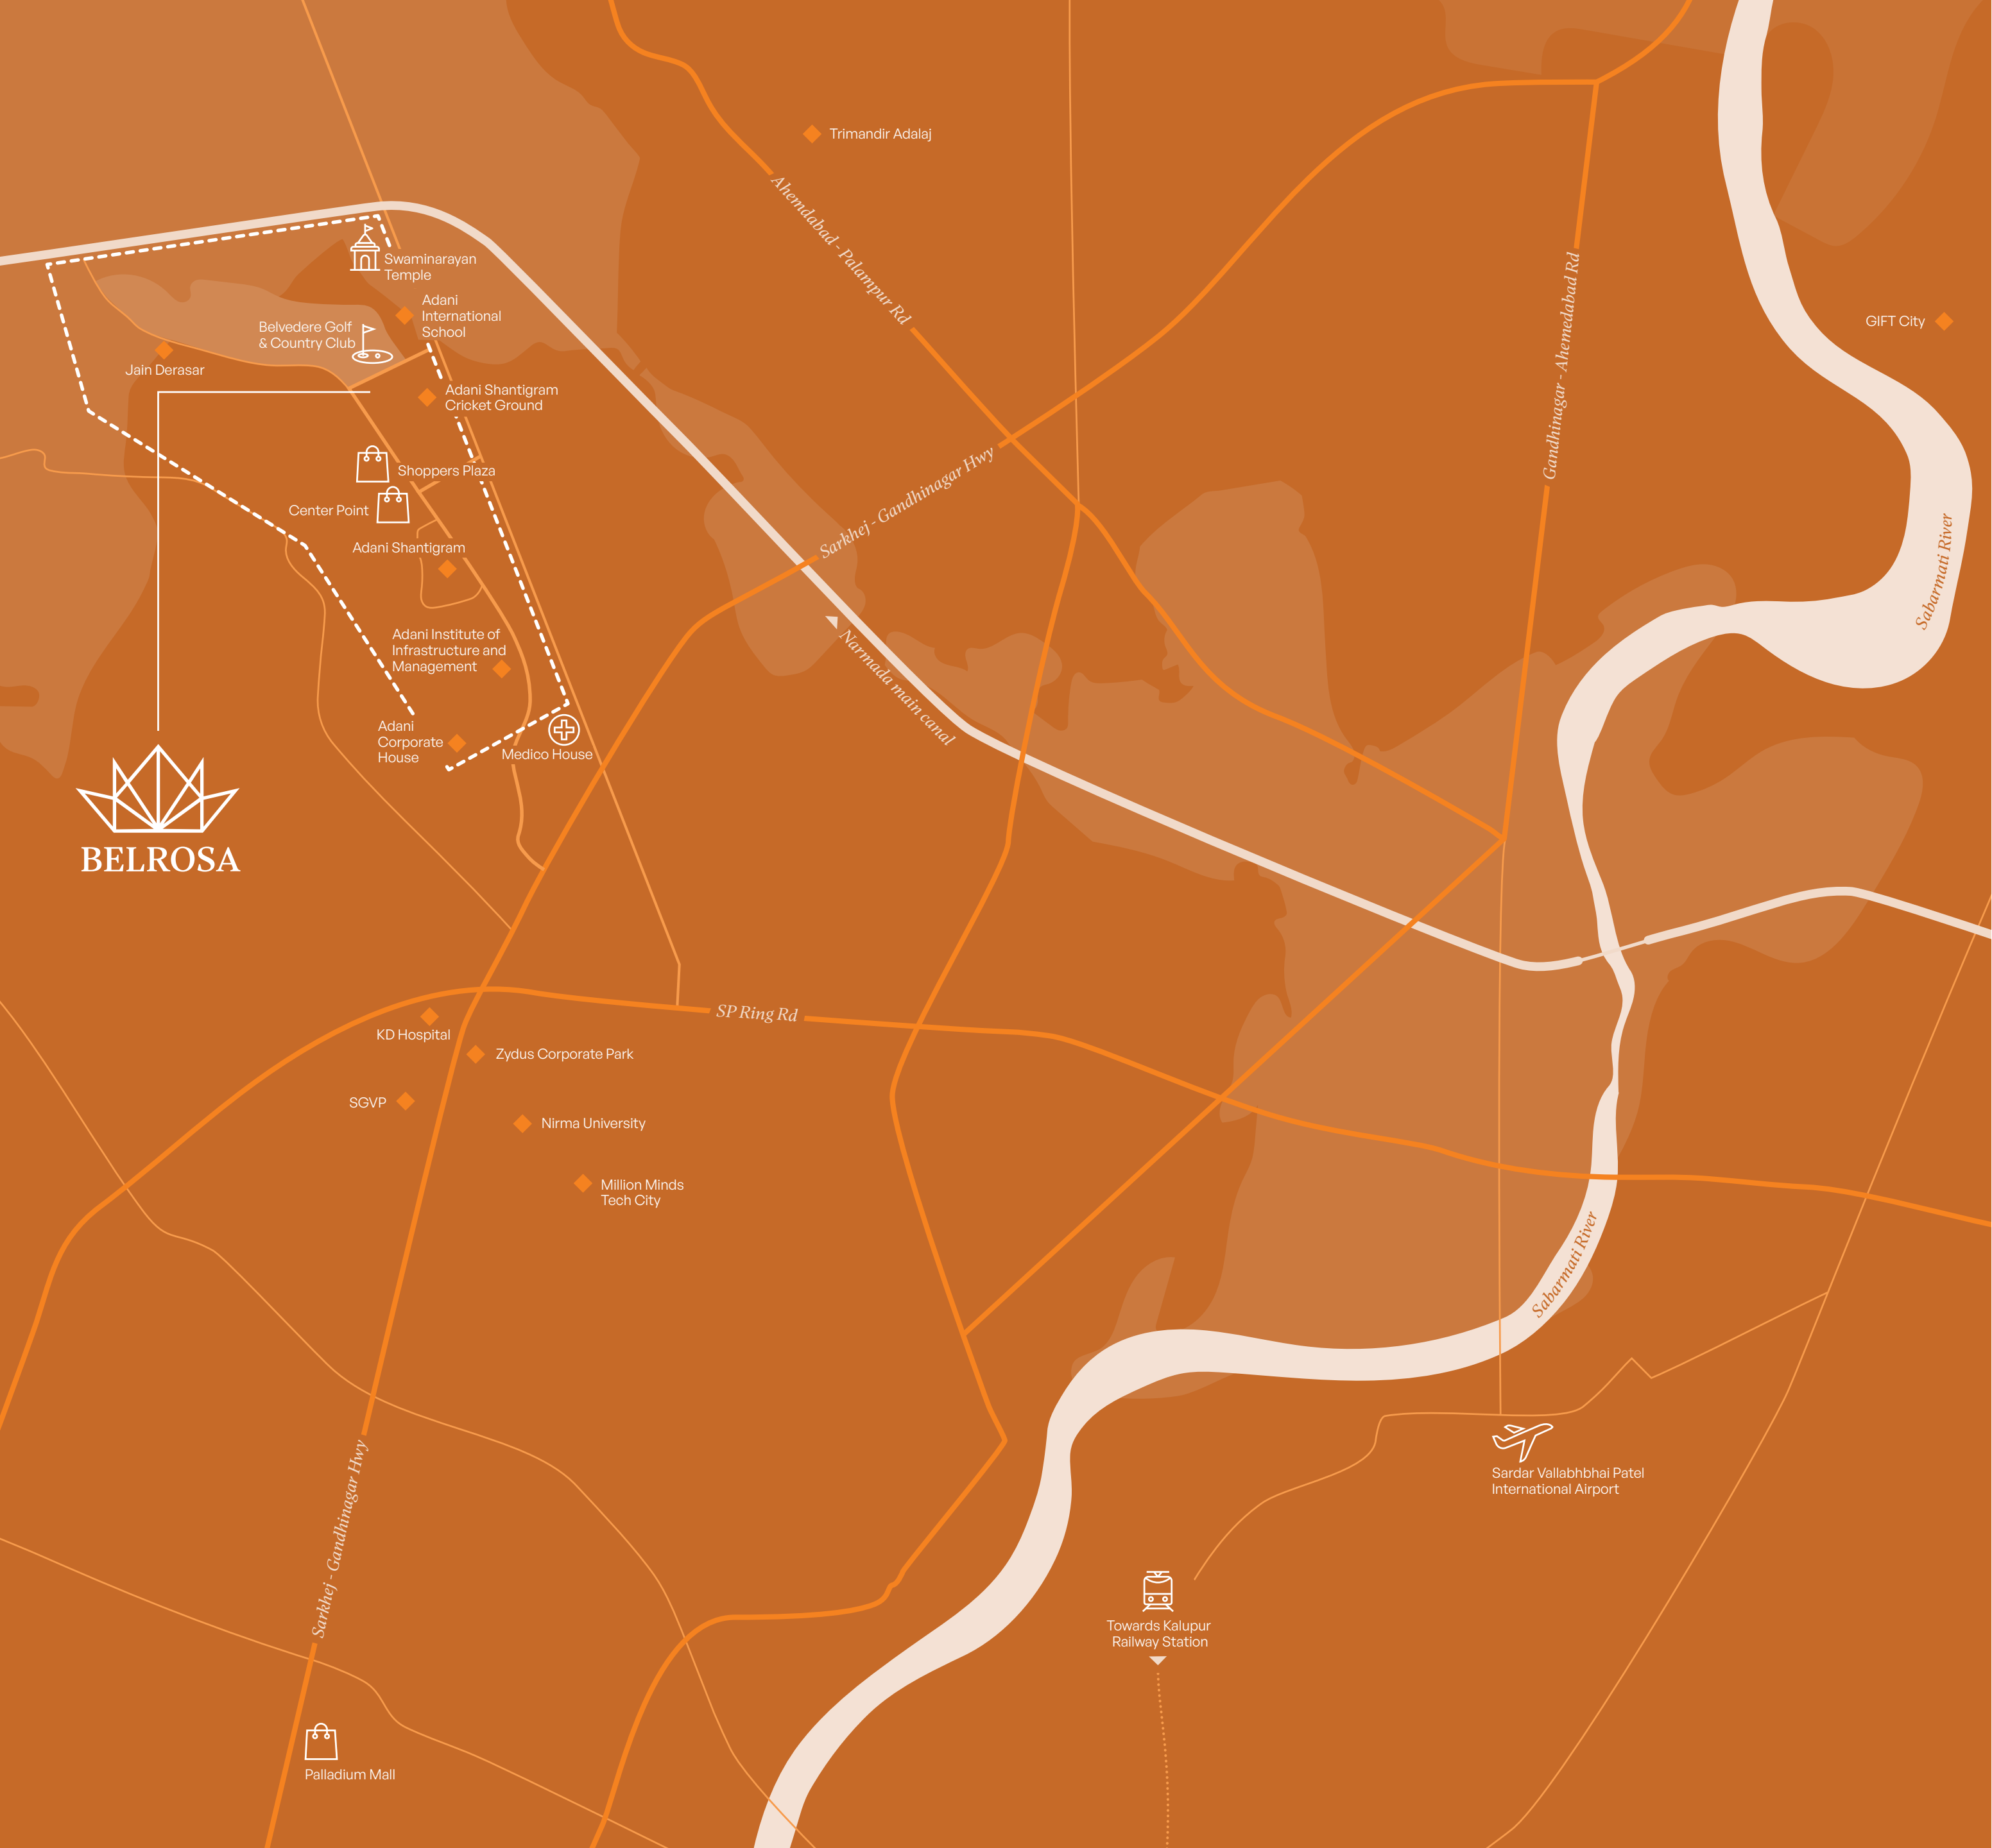 Trimandir Adalaj
Ahemdabad - Palampur Rd
Swaminarayan
Temple
Adani
International
School
Belvedere Golf
& Country Club
Jain Derasar
Adani Shantigram
Cricket Ground
Shoppers Plaza
Center Point
Adani Shantigram
Adani Institute of
Infrastructure and
Management
Adani
Corporate
House
Medico House
BELROSA
Sarkhej - Gandhinagar Hwy
Narmada main canal
Gandhinagar - Ahemedabad Rd
GIFT City
Sabarmati River
SP Ring Rd
KD Hospital
Zydus Corporate Park
SGVP
Nirma University
Million Minds
Tech City
Sabarmati River
Sarkhej - Gandhinagar Hwy
Sardar Vallabhbhai Patel
International Airport
Towards Kalupur
Railway Station
Palladium Mall